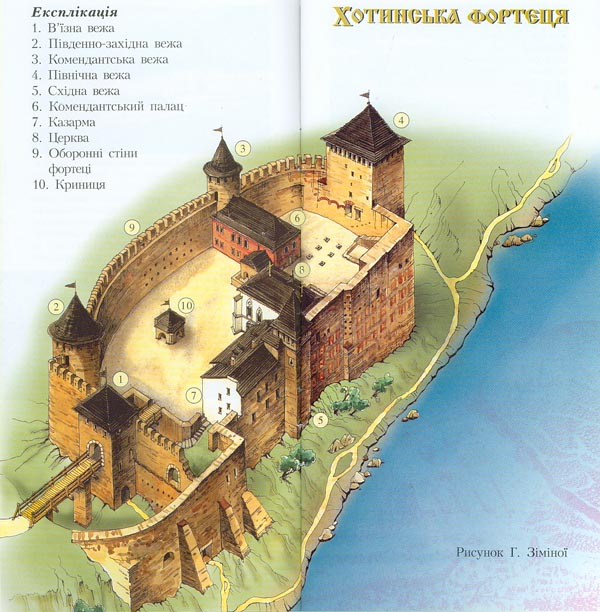 Експлікація
1. В'їзна вежа
2. Південно-західна вежа
3. Комендантська вежа
4. Північна вежа
5. Східна вежа
6. Комендантський палац
7. Казарма
8. Церква
9. Оборонні стіни
фортеці
10. Криниця
ХОТИНСЬКА ФОРТЕЦЯ
4
3
6
9
8
10
2
1
7
5
Рисунок Г. Зіміної